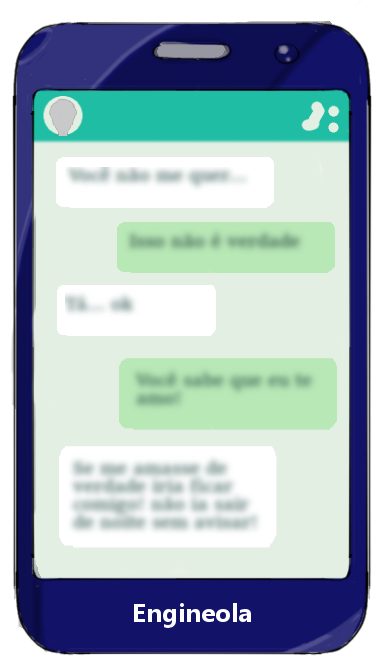 Você não me quer...
Isso não é verdade
Tá... ok
Você sabe que eu te
amo!
Se me amasse de
verdade iria ficar
comigo! não ia sair
de noite sem avisar!
Engineola